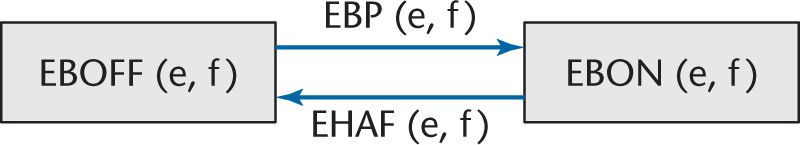 EBP (e, f)
EBOFF (e, f)
EBON (e, f)
EHAF (e, f)